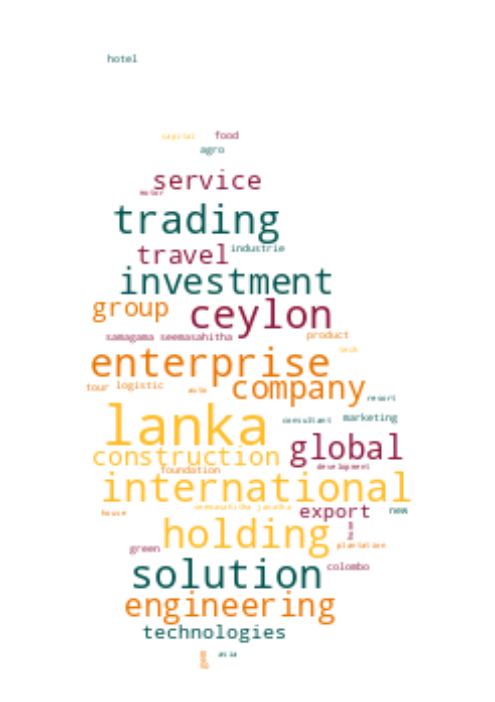 hotel
capital food
agro
service
motor
trading
travel industrie
investment
group ceylon
samagama seemasahitha product
enterprise tech
tour logistic auto company resort
lanka consultant marketing
construction global
foundation development
international
seemasahitha janatha export new
house
holding home
green plantation
solution colombo
engineering
technologies
asia